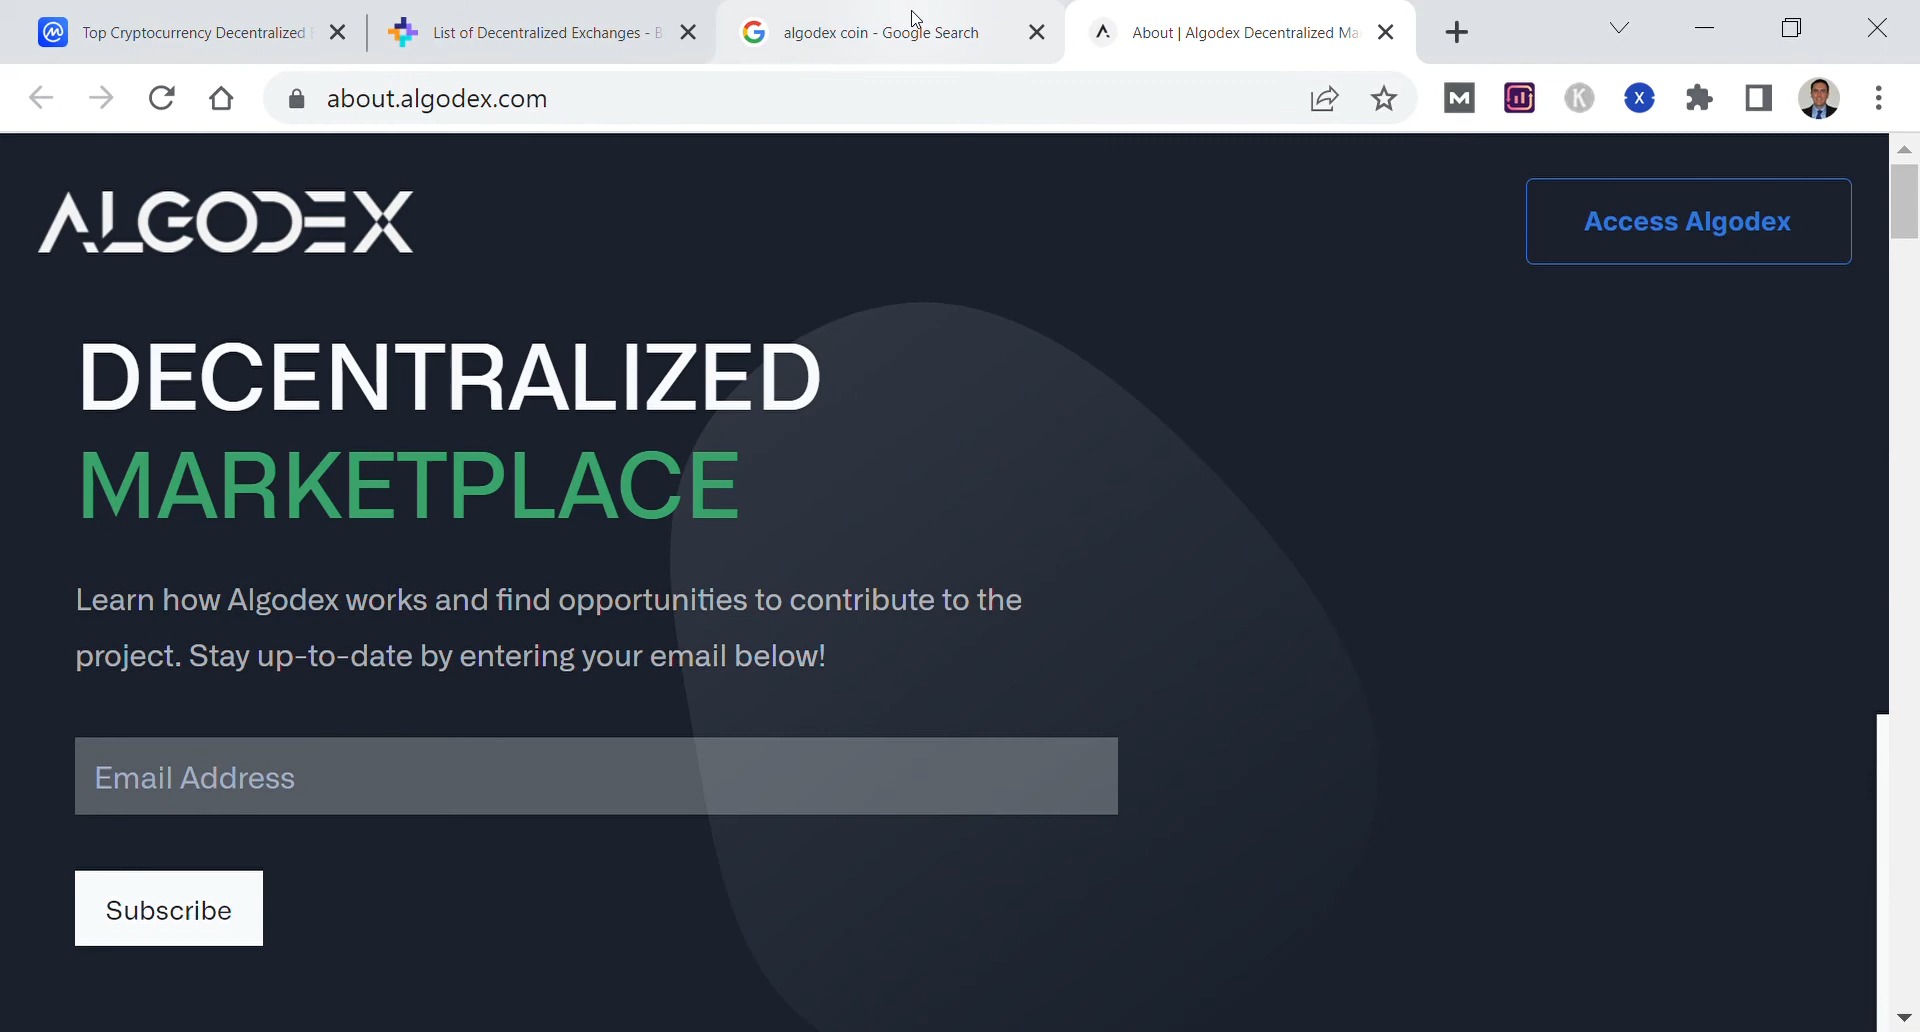 Top Cryptocurrency Decentralized
List of Decentralized Exchanges - B
algodex coin - Google Search
About | Algodex Decentralized Ma
about.algodex.com
ALGODEX
Access Algodex
DECENTRALIZED
MARKETPLACE
Learn how Algodex works and find opportunities to contribute to the
project. Stay up-to-date by entering your email below!
Email Address
Subscribe